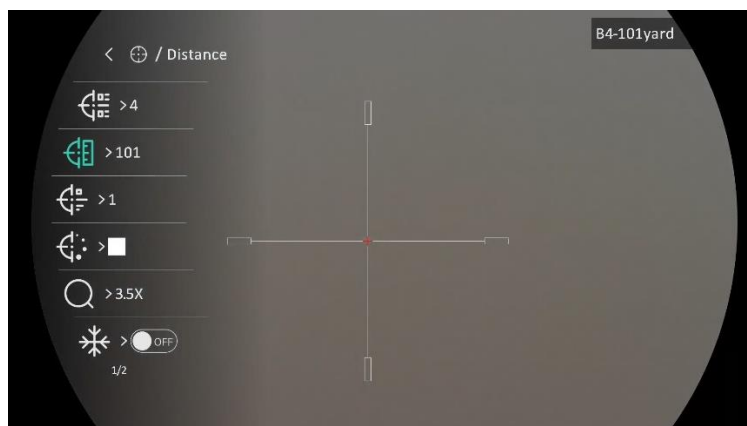 B4-101yard
< / Distance
>4
>101
>1
>
>3.5X
> OFF
1/2